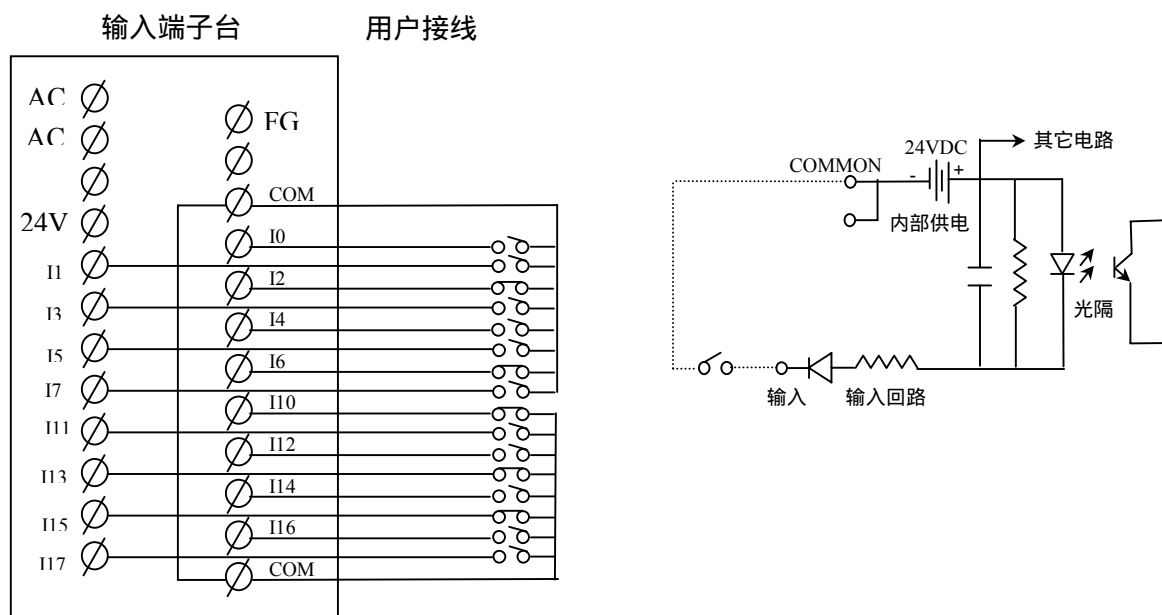 输入端子台
用户接线
AC
AC
24V
I1
I3
I5
I7
I11
I13
I15
I17
FG
COM
I0
I2
I4
I6
I10
I12
I14
I16
COM
COMMON
24VDC
- +
其它电路
内部供电
光隔
输入
输入回路